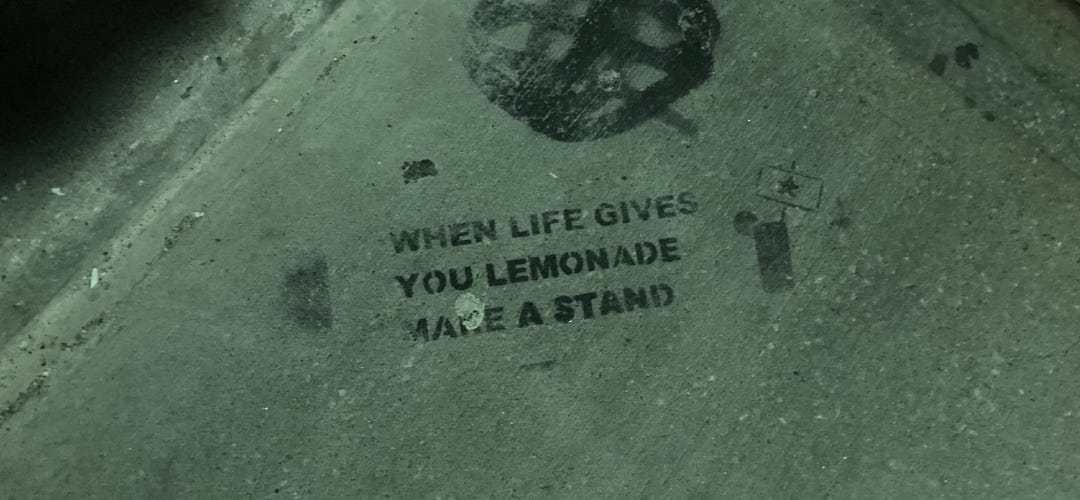 WHEN LIFE GIVES
YOU LEMONADE
MAKE A STAND